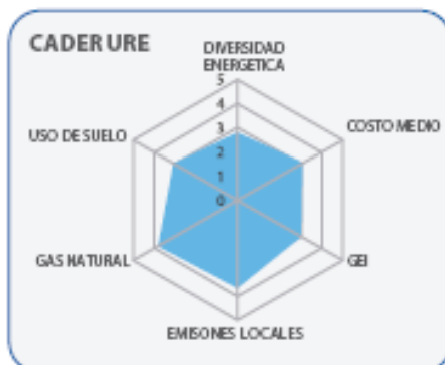 CADER URE
DIVERSIDAD
ENERGETICA
5
4
3
2
1
0
COSTO MEDIO
USO DE SUELO
GAS NATURAL
GEI
EMISONES LOCALES